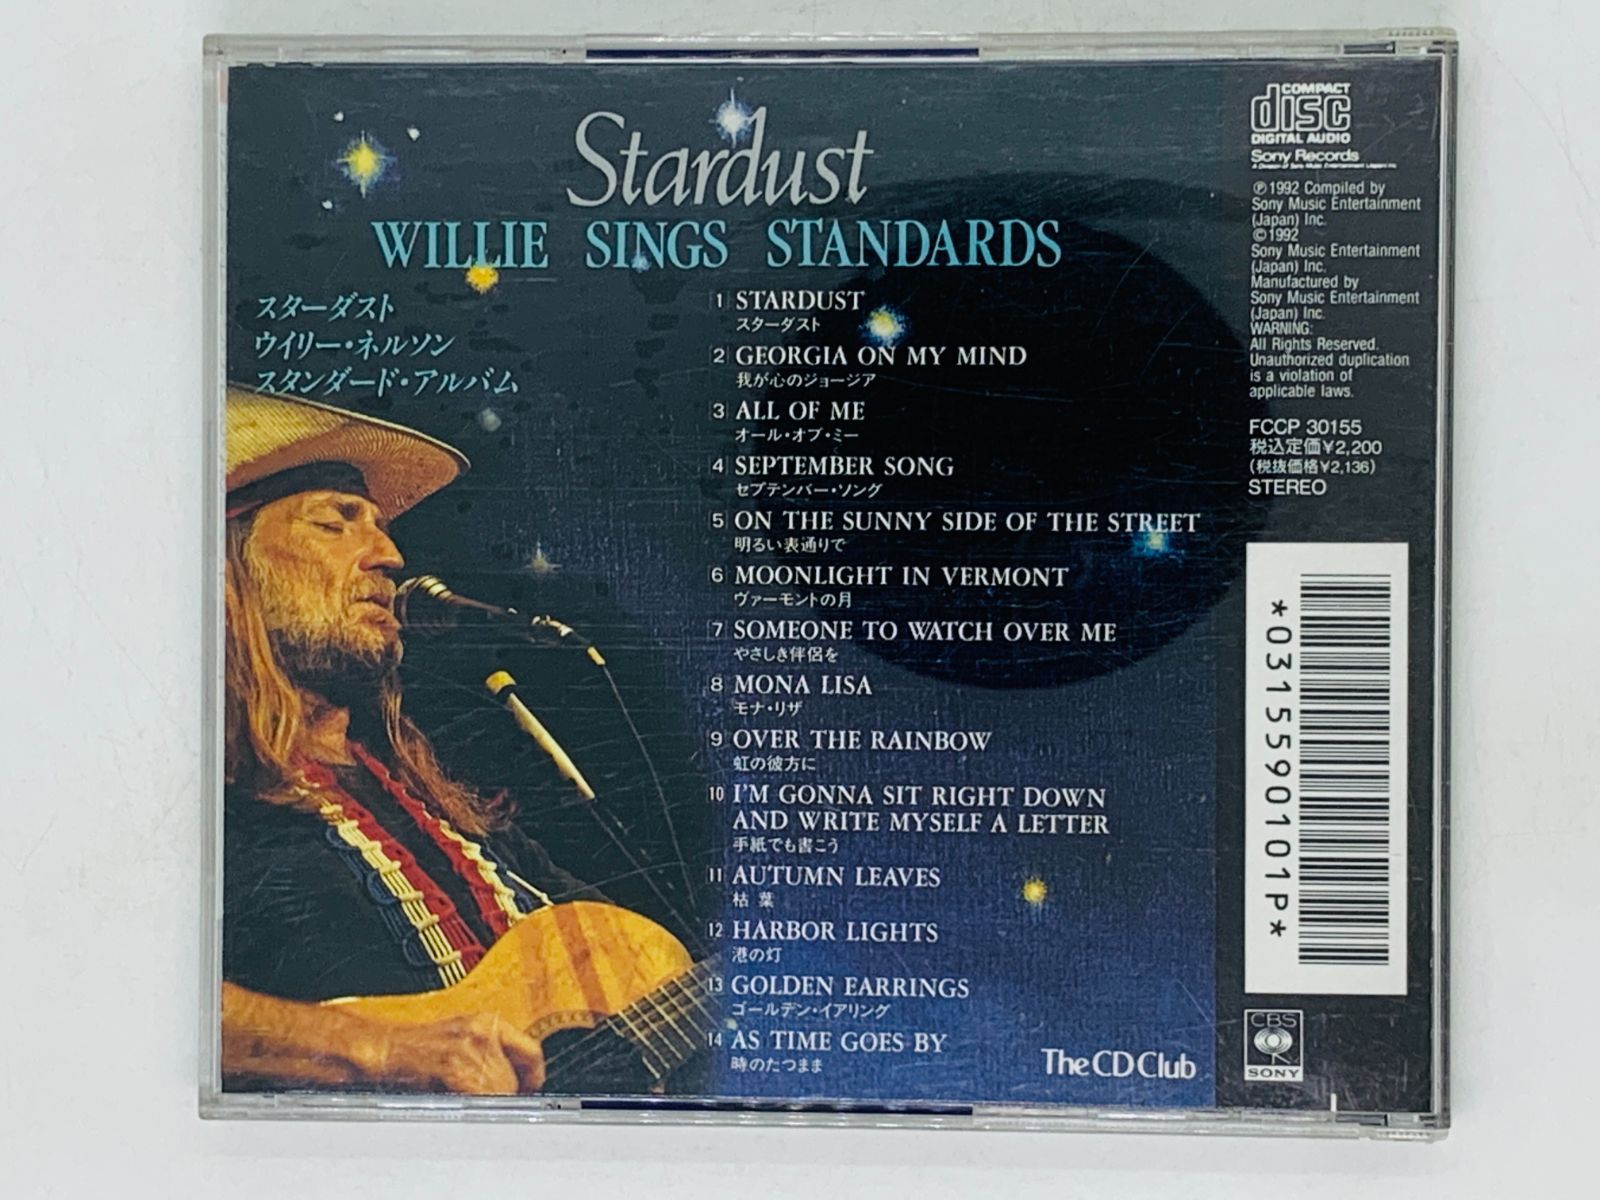 Stardust
WILLIE SINGS STANDARDS
スターダスト
ウイリー・ネルソン
スタンダード・アルバム
1 STARDUST
スターダスト
2 GEORGIA ON MY MIND
我が心のジョージア
3 ALL OF ME
オール・オブ・ミー
4 SEPTEMBER SONG
セプテンバー・ソング
5 ON THE SUNNY SIDE OF THE STREET
明るい表通りで
6 MOONLIGHT IN VERMONT
ヴァーモントの月
7 SOMEONE TO WATCH OVER ME
やさしき伴侶を
8 MONA LISA
モナ・リザ
9 OVER THE RAINBOW
虹の彼方に
10 I'M GONNA SIT RIGHT DOWN
AND WRITE MYSELF A LETTER
手紙でも書こう
11 AUTUMN LEAVES
枯葉
12 HARBOR LIGHTS
港の灯
13 GOLDEN EARRINGS
ゴールデン・イアリング
14 AS TIME GOES BY
時のたつまま
The CD Club
COMPACT
disc
DIGITAL AUDIO
Sony Records
A Division of Sony Music Entertainment (Japan) Inc.
℗1992 Compiled by
Sony Music Entertainment
(Japan) Inc.
©1992
Sony Music Entertainment
(Japan) Inc.
Manufactured by
Sony Music Entertainment
(Japan) Inc.
WARNING:
All Rights Reserved.
Unauthorized duplication
is a violation of
applicable laws.
FCCP 30155
税込定価¥2,200
(税抜価格¥2,136)
STEREO
*0315590101P*
CBS
SONY